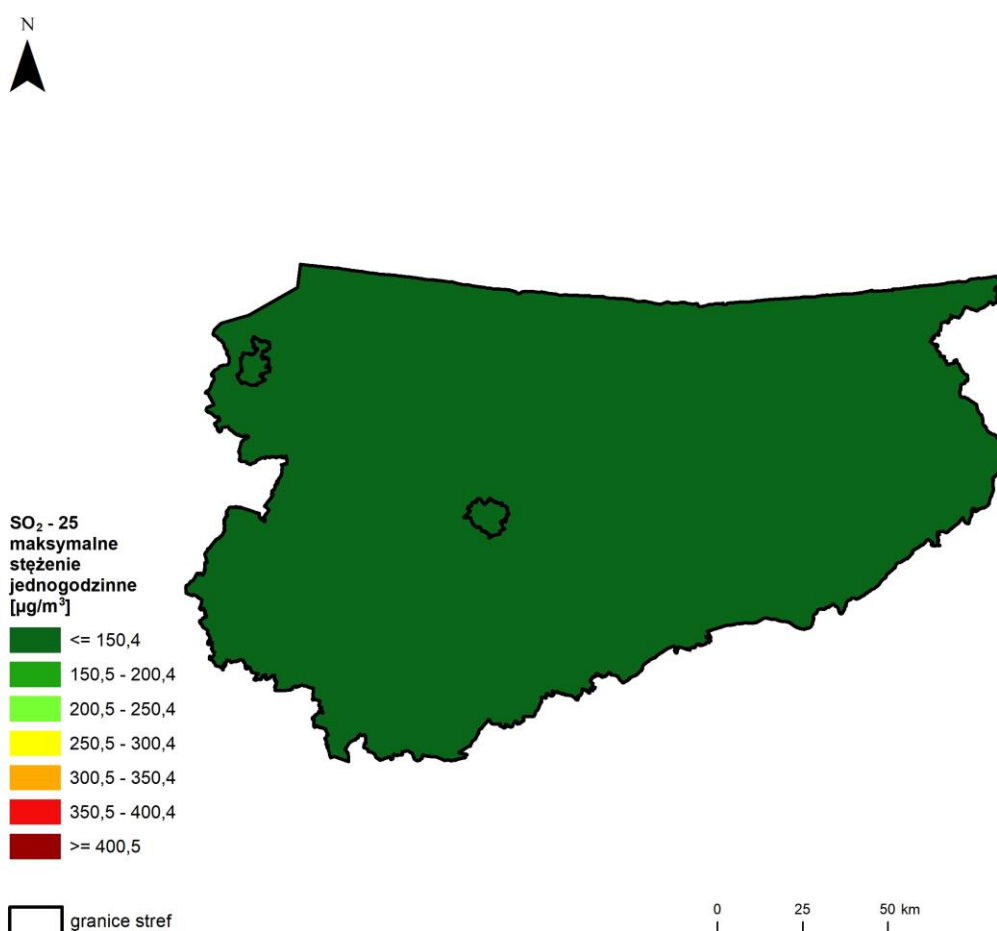 N
SO₂ - 25
maksymalne
stężenie
jednogodzinne
[µg/m³]
<= 150,4
150,5 - 200,4
200,5 - 250,4
250,5 - 300,4
300,5 - 350,4
350,5 - 400,4
>= 400,5
granice stref
0 25 50 km